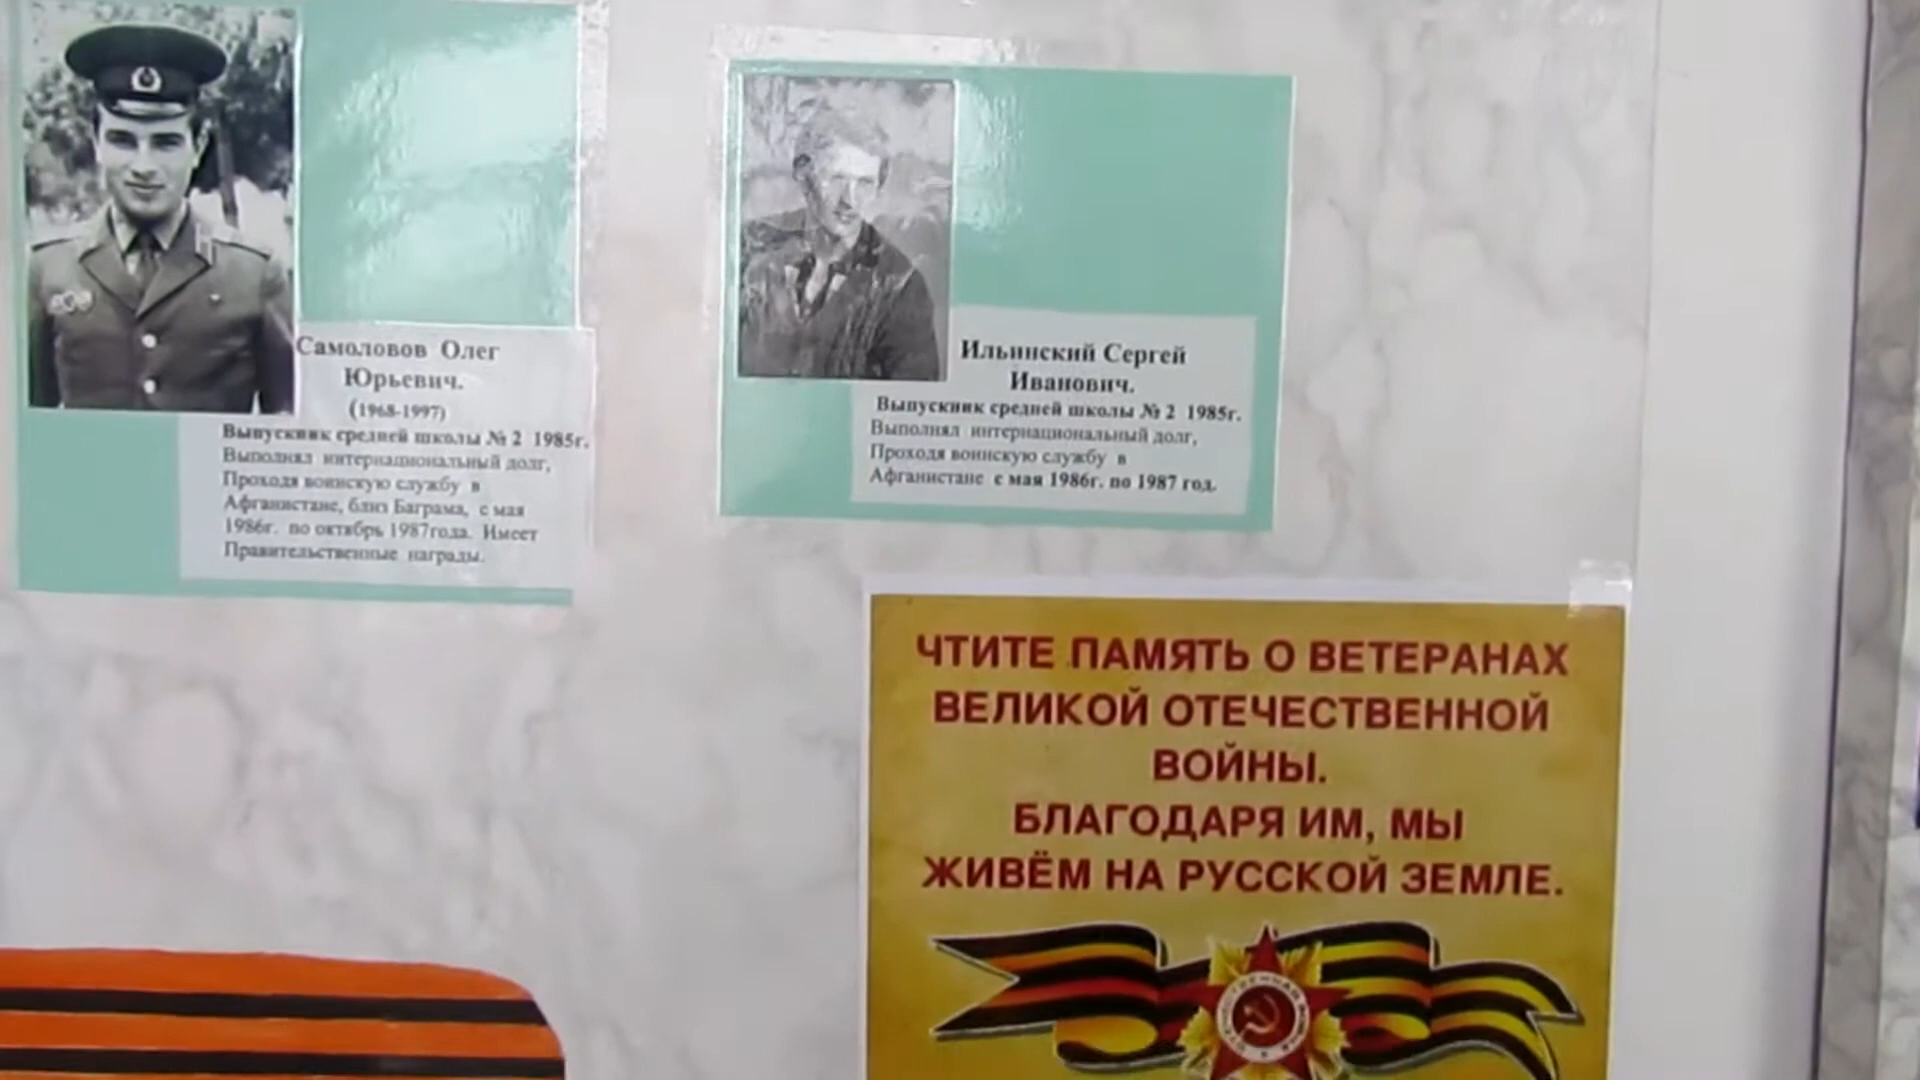 Самоловов Олег
Юрьевич.
(1968-1997)
Выпускник средней школы № 2 1985г.
Выполнял интернациональный долг,
Проходя воинскую службу в
Афганистане, близ Баграма, с мая
1986г. по октябрь 1987года. Имеет
Правительственные награды.
Ильинский Сергей
Иванович.
Выпускник средней школы № 2 1985г.
Выполнял интернациональный долг,
Проходя воинскую службу в
Афганистане с мая 1986г. по 1987 год.
ЧТИТЕ ПАМЯТЬ О ВЕТЕРАНАХ
ВЕЛИКОЙ ОТЕЧЕСТВЕННОЙ
ВОЙНЫ.
БЛАГОДАРЯ ИМ, МЫ
ЖИВЁМ НА РУССКОЙ ЗЕМЛЕ.